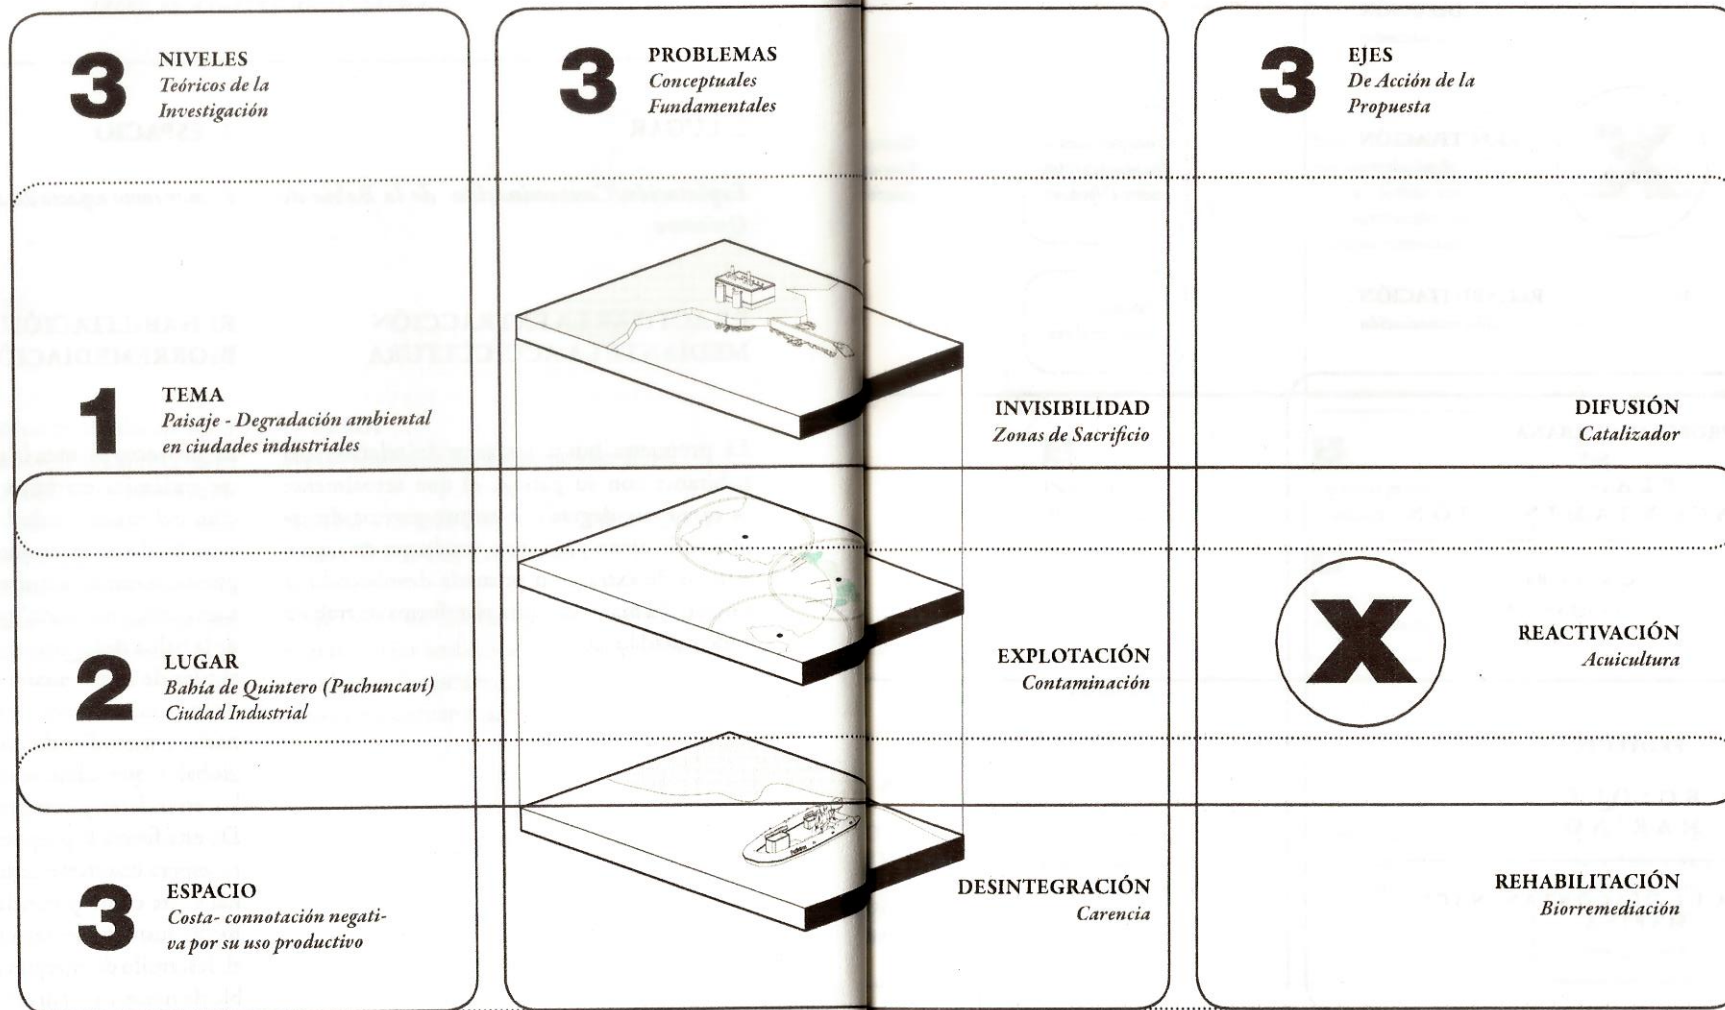 3
NIVELES
Teóricos de la
Investigación
3
PROBLEMAS
Conceptuales
Fundamentales
3
EJES
De Acción de la
Propuesta
1
TEMA
Paisaje - Degradación ambiental
en ciudades industriales
INVISIBILIDAD
Zonas de Sacrificio
DIFUSIÓN
Catalizador
2
LUGAR
Bahía de Quintero (Puchuncaví)
Ciudad Industrial
EXPLOTACIÓN
Contaminación
X
REACTIVACIÓN
Acuicultura
3
ESPACIO
Costa- connotación negati-
va por su uso productivo
DESINTEGRACIÓN
Carencia
REHABILITACIÓN
Biorremediación